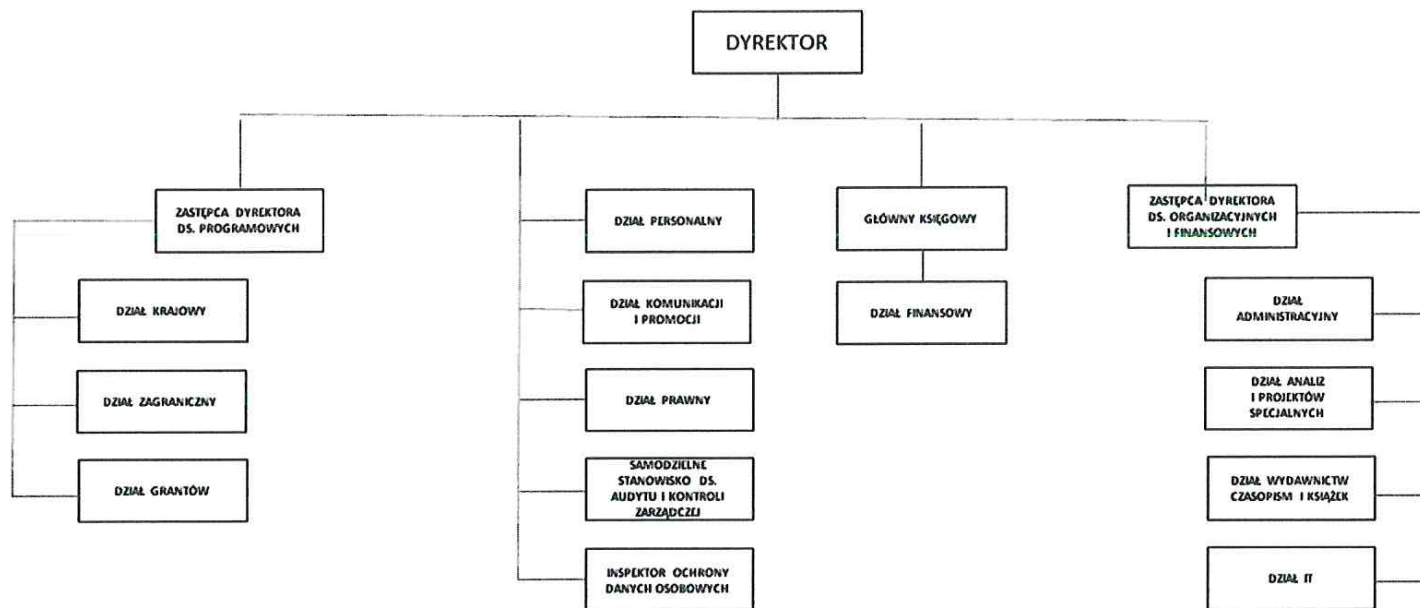 DYREKTOR
ZASTĘPCA DYREKTORA
DS. PROGRAMOWYCH
DZIAŁ KRAJOWY
DZIAŁ ZAGRANICZNY
DZIAŁ GRANTÓW
DZIAŁ PERSONALNY
DZIAŁ KOMUNIKACJI
I PROMOCJI
DZIAŁ PRAWNY
SAMODZIELNE
STANOWISKO DS.
AUDYTU I KONTROLI
ZARZĄDCZEJ
INSPEKTOR OCHRONY
DANYCH OSOBOWYCH
GŁÓWNY KSIĘGOWY
DZIAŁ FINANSOWY
ZASTĘPCA DYREKTORA
DS. ORGANIZACYJNYCH
I FINANSOWYCH
DZIAŁ
ADMINISTRACYJNY
DZIAŁ ANALIZ
I PROJEKTÓW
SPECJALNYCH
DZIAŁ WYDAWNICTW
CZASOPISM I KSIĄŻEK
DZIAŁ IT